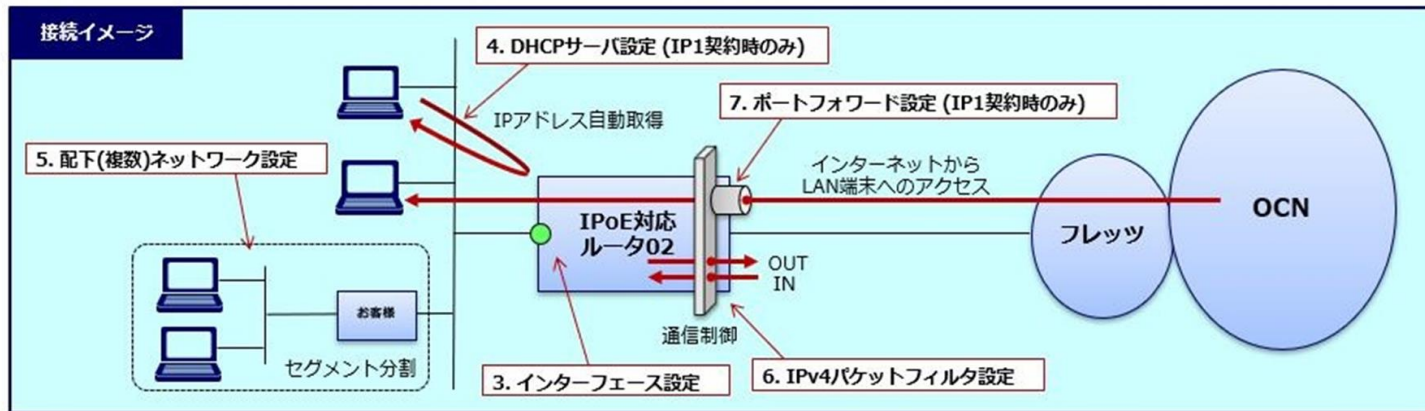 接続イメージ
4. DHCPサーバ設定 (IP1契約時のみ)
7. ポートフォワード設定 (IP1契約時のみ)
IPアドレス自動取得
5. 配下(複数)ネットワーク設定
インターネットから
LAN端末へのアクセス
IPoE対応
ルータ02
フレッツ
OCN
OUT
IN
お客様
セグメント分割
通信制御
3. インターフェース設定
6. IPv4パケットフィルタ設定